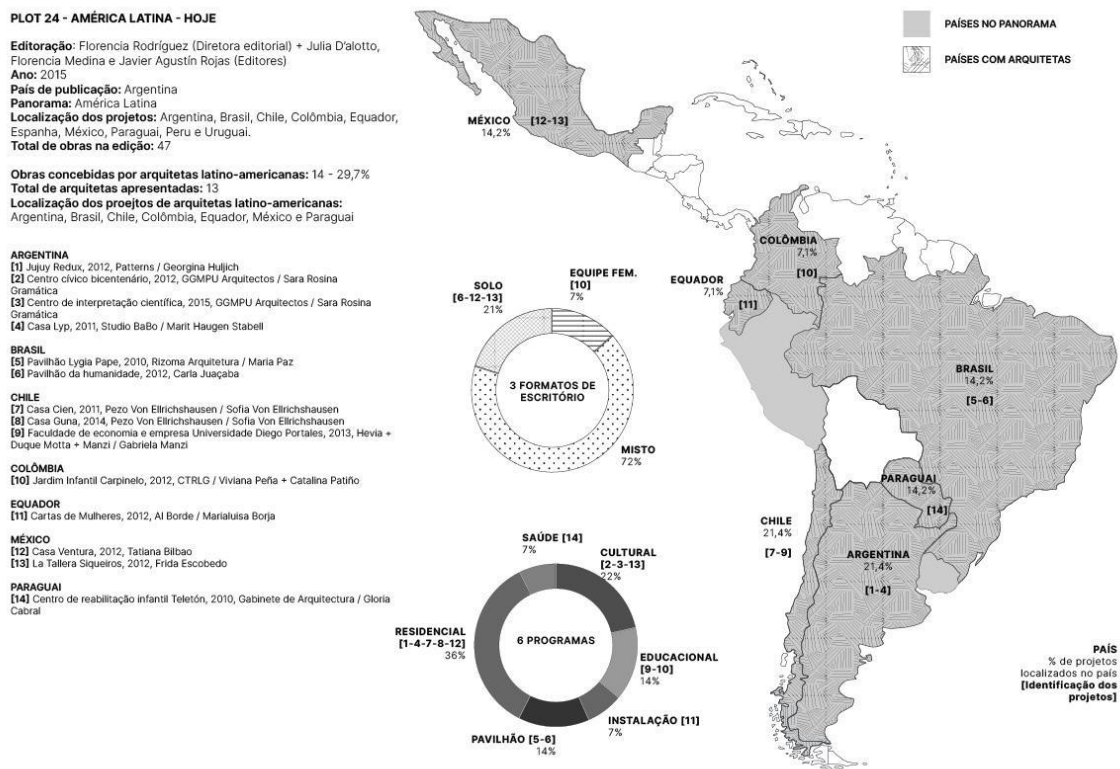 PLOT 24 - AMÉRICA LATINA - HOJE
Editoração: Florencia Rodríguez (Diretora editorial) + Julia D'alotto,
Florencia Medina e Javier Agustín Rojas (Editores)
Ano: 2015
País de publicação: Argentina
Panorama: América Latina
Localização dos projetos: Argentina, Brasil, Chile, Colômbia, Equador,
Espanha, México, Paraguai, Peru e Uruguai.
Total de obras na edição: 47
Obras concebidas por arquitetas latino-americanas: 14 - 29,7%
Total de arquitetas apresentadas: 13
Localização dos proejtos de arquitetas latino-americanas:
Argentina, Brasil, Chile, Colômbia, Equador, México e Paraguai
ARGENTINA
[1] Jujuy Redux, 2012, Patterns / Georgina Huljich
[2] Centro cívico bicentenário, 2012, GGMPU Arquitectos / Sara Rosina
Gramática
[3] Centro de interpretação científica, 2015, GGMPU Arquitectos / Sara Rosina
Gramática
[4] Casa Lyp, 2011, Studio BaBo / Marit Haugen Stabell
BRASIL
[5] Pavilhão Lygia Pape, 2010, Rizoma Arquitetura / Maria Paz
[6] Pavilhão da humanidade, 2012, Carla Juaçaba
CHILE
[7] Casa Cien, 2011, Pezo Von Ellrichshausen / Sofia Von Ellrichshausen
[8] Casa Guna, 2014, Pezo Von Ellrichshausen / Sofia Von Ellrichshausen
[9] Faculdade de economia e empresa Universidade Diego Portales, 2013, Hevia +
Duque Motta + Manzi / Gabriela Manzi
COLÔMBIA
[10] Jardim Infantil Carpinelo, 2012, CTRLG / Viviana Peña + Catalina Patiño
EQUADOR
[11] Cartas de Mulheres, 2012, Al Borde / Marialuisa Borja
MÉXICO
[12] Casa Ventura, 2012, Tatiana Bilbao
[13] La Tallera Siqueiros, 2012, Frida Escobedo
PARAGUAI
[14] Centro de reabilitação infantil Teletón, 2010, Gabinete de Arquitectura / Gloria
Cabral
SOLO
[6-12-13]
21%
EQUIPE FEM.
[10]
7%
3 FORMATOS DE
ESCRITÓRIO
MISTO
72%
SAÚDE [14]
7%
CULTURAL
[2-3-13]
22%
RESIDENCIAL
[1-4-7-8-12]
36%
6 PROGRAMAS
EDUCACIONAL
[9-10]
14%
INSTALAÇÃO [11]
7%
PAVILHÃO [5-6]
14%
PAÍSES NO PANORAMA
PAÍSES COM ARQUITETAS
MÉXICO
14,2%
[12-13]
COLÔMBIA
7,1%
[10]
EQUADOR
7,1%
[11]
BRASIL
14,2%
[5-6]
PARAGUAI
14,2%
[14]
CHILE
21,4%
[7-9]
ARGENTINA
21,4%
[1-4]
PAÍS
% de projetos
localizados no país
[Identificação dos
projetos]